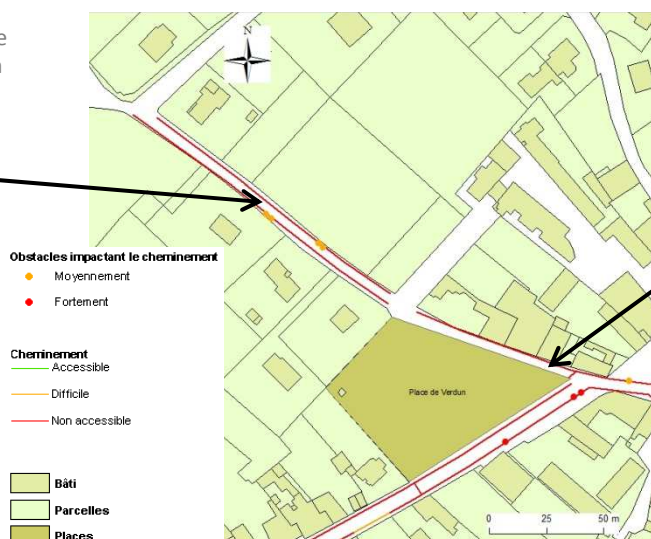 e
N
Obstacles impactant le cheminement
Moyennement
Fortement
Cheminement
Accessible
Difficile
Non accessible
Bâti
Parcelles
Places
Place de Verdun
0 25 50 m